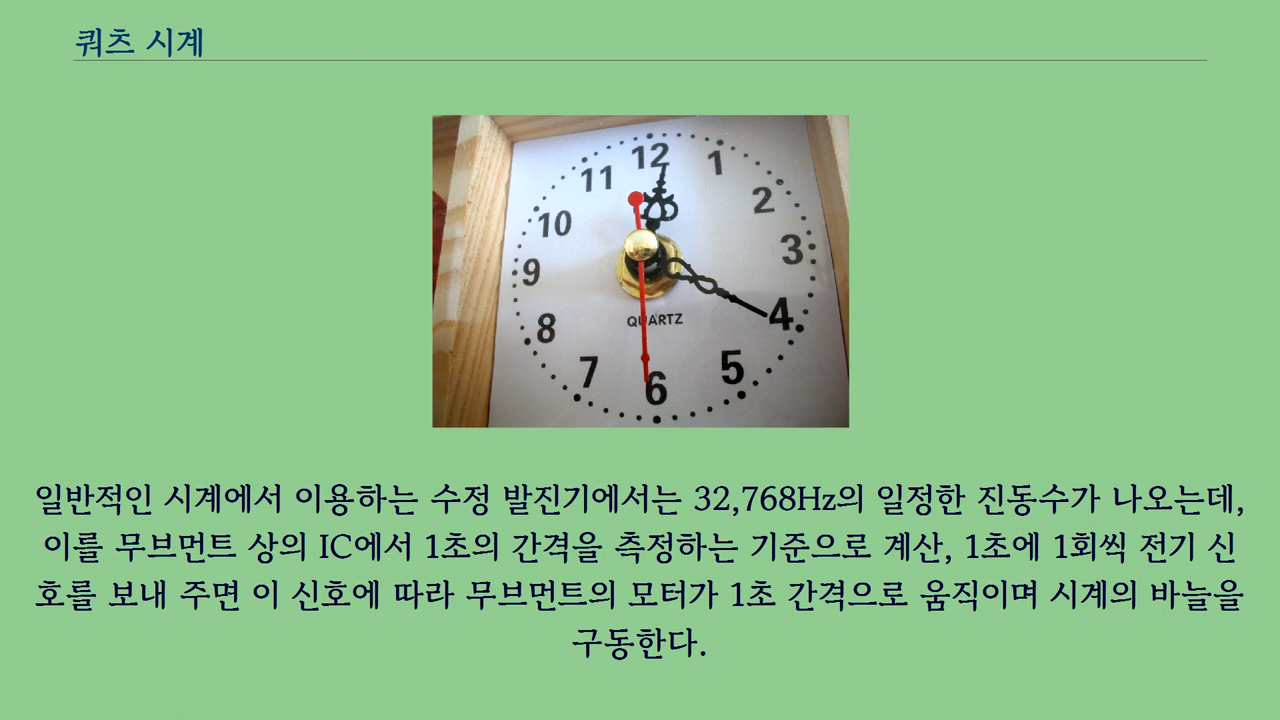 쿼츠 시계
12
11
1
10
2
9
3
8
QUARTZ
4
7
5
6
일반적인 시계에서 이용하는 수정 발진기에서는 32,768Hz의 일정한 진동수가 나오는데,
이를 무브먼트 상의 IC에서 1초의 간격을 측정하는 기준으로 계산, 1초에 1회씩 전기 신
호를 보내 주면 이 신호에 따라 무브먼트의 모터가 1초 간격으로 움직이며 시계의 바늘을
구동한다.